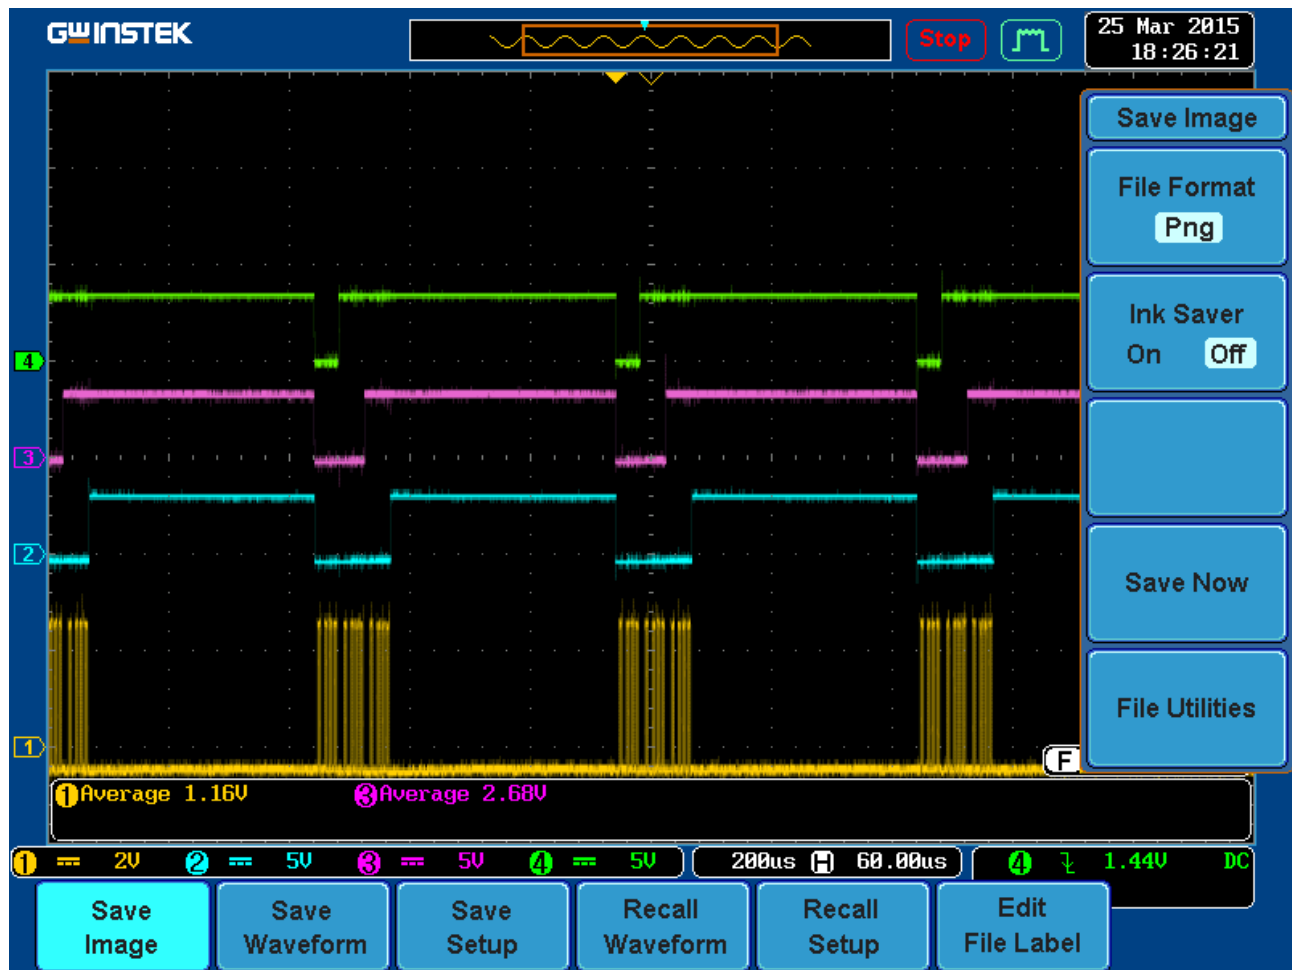 GWINSTEK
Stop
25 Mar 2015
18:26:21
Save Image
File Format
Png
Ink Saver
On Off
4
3
2
Save Now
File Utilities
1
F
1 Average 1.16V 3 Average 2.68V
1 2V 2 5V 3 5V 4 5V 200us H 60.00us 4 1.44V DC
Save Image
Save Waveform
Save Setup
Recall Waveform
Recall Setup
Edit File Label